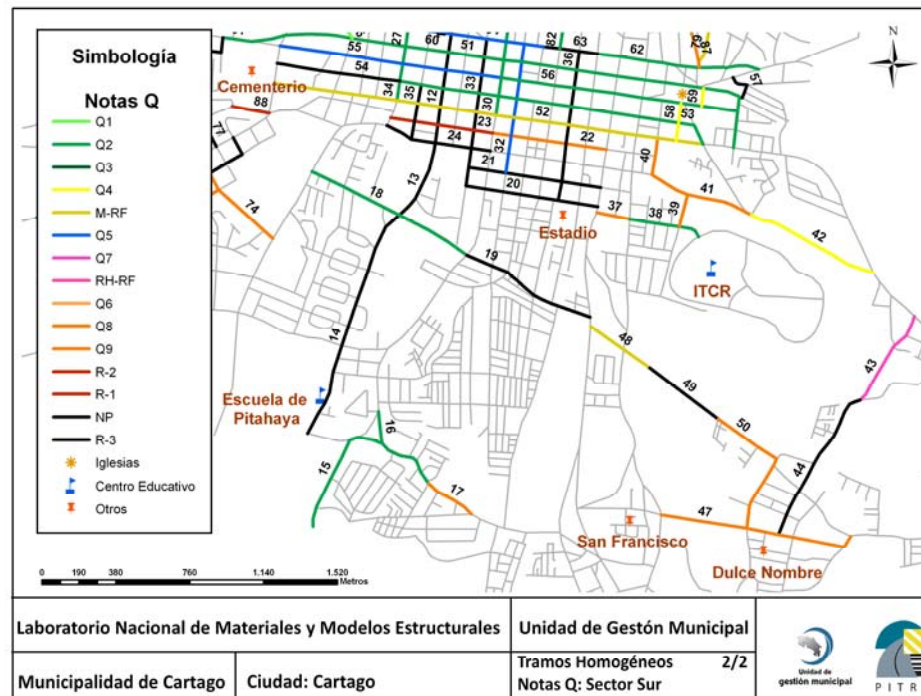 Simbología
Notas Q
Q1
Q2
Q3
Q4
M-RF
Q5
Q7
RH-RF
Q6
Q8
Q9
R-2
R-1
NP
R-3
Iglesias
Centro Educativo
Otros
N
27
60
51
82
63
62
67
87
55
36
57
54
56
Cementerio
59
34
35
12
33
30
52
58
53
88
23
22
24
32
77
21
40
13
20
18
41
37
38
39
74
Estadio
42
19
ITCR
14
48
43
49
Escuela de
Pitahaya
50
16
44
15
17
47
San Francisco
Dulce Nombre
0 190 380 760 1,140 1.520
Metros
Laboratorio Nacional de Materiales y Modelos Estructurales
Unidad de Gestón Municipal
Municipalidad de Cartago
Ciudad: Cartago
Tramos Homogéneos 2/2
Notas Q: Sector Sur
Unidad de
gestión municipal
P I T R